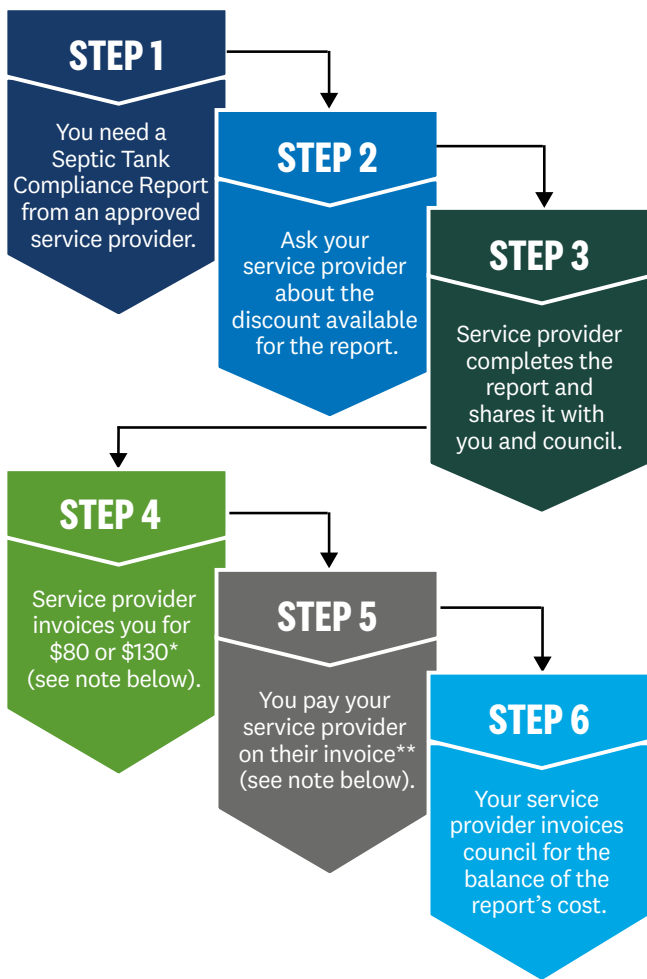 STEP 1
You need a
Septic Tank
Compliance Report
from an approved
service provider.
STEP 2
Ask your
service provider
about the
discount available
for the report.
STEP 3
Service provider
completes the
report and
shares it with
you and council.
STEP 4
Service provider
invoices you for
$80 or $130*
(see note below).
STEP 5
You pay your
service provider
on their invoice**
(see note below).
STEP 6
Your service
provider invoices
council for the
balance of the
report’s cost.